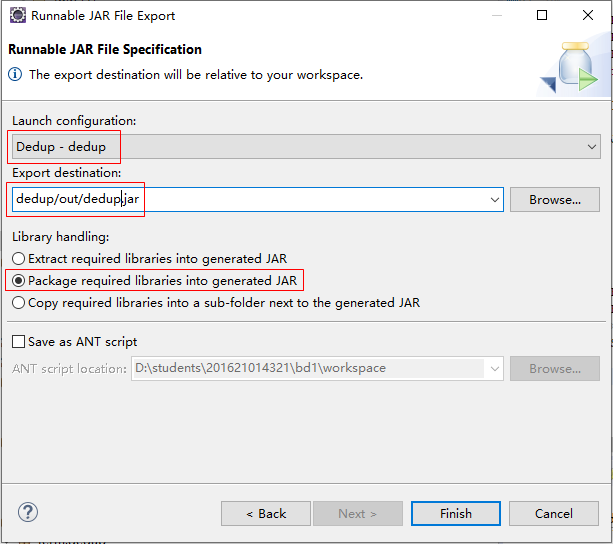 Runnable JAR File Export
Runnable JAR File Specification
The export destination will be relative to your workspace.
Launch configuration:
Dedup - dedup
Export destination:
dedup/out/dedup.jar
Browse...
Library handling:
Extract required libraries into generated JAR
Package required libraries into generated JAR
Copy required libraries into a sub-folder next to the generated JAR
Save as ANT script
ANT script location:
D:\students\201621014321\bd1\workspace
Browse...
< Back
Next >
Finish
Cancel